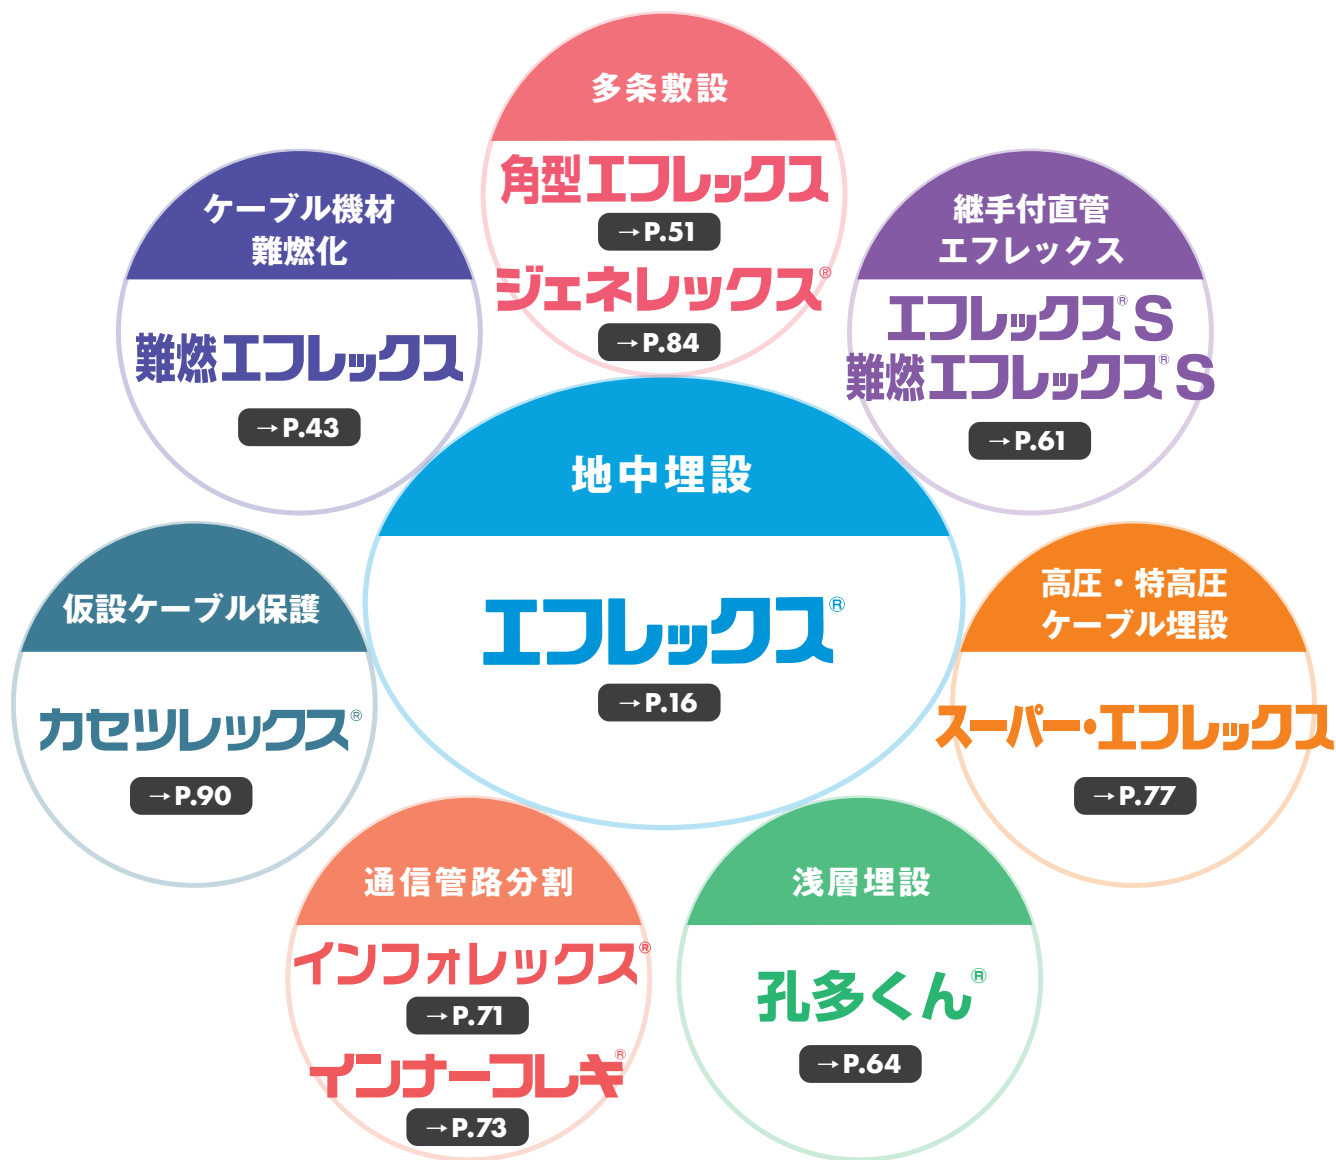 多条敷設
角型エフレックス
→P.51
ジェネレックス®
→P.84
ケーブル機材
難燃化
難燃エフレックス
→P.43
継手付直管
エフレックス
エフレックス®S
難燃エフレックス®S
→P.61
地中埋設
エフレックス®
→P.16
仮設ケーブル保護
カセツレックス®
→P.90
高圧・特高圧
ケーブル埋設
スーパー・エフレックス
→P.77
通信管路分割
インフォレックス®
→P.71
インナーフレキ®
→P.73
浅層埋設
孔多くん®
→P.64